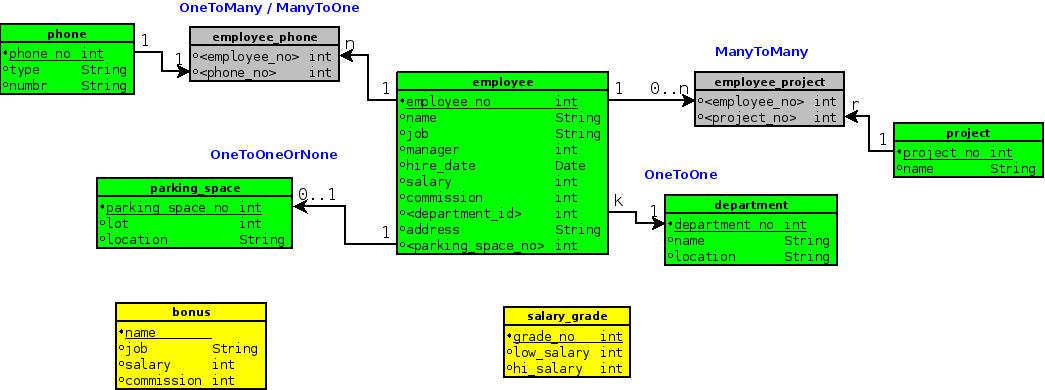 OneToMany / ManyToOne
phone
phone_no int
type String
numbr String
1
1
employee_phone
<employee_no> int
<phone_no> int
n
1
employee
employee_no int
name String
job String
manager int
hire_date Date
salary int
commission int
<department_id> int
address String
<parking_space_no> int
ManyToMany
1
0..n
employee_project
<employee_no> int
<project_no> int
r
1
project
project_no int
name String
OneToOneOrNone
parking_space
parking_space_no int
lot int
location String
0..1
1
OneToOne
k
1
department
department_no int
name String
location String
bonus
name
job String
salary int
commission int
salary_grade
grade_no int
low_salary int
hi_salary int